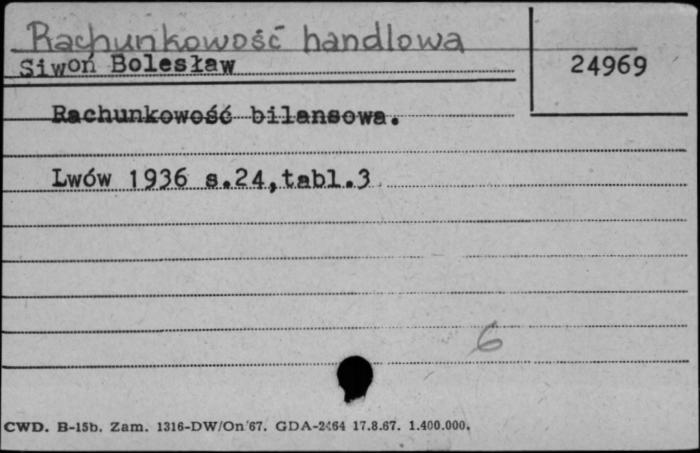 Rachunkowość handlowa
Siwoń Bolesław
24969
Rachunkowość bilansowa.
Lwów 1936 s.24,tabl.3
6
CWD. B-15b. Zam. 1316-DW/On 67. GDA-2464 17.8.67. 1.400.000.